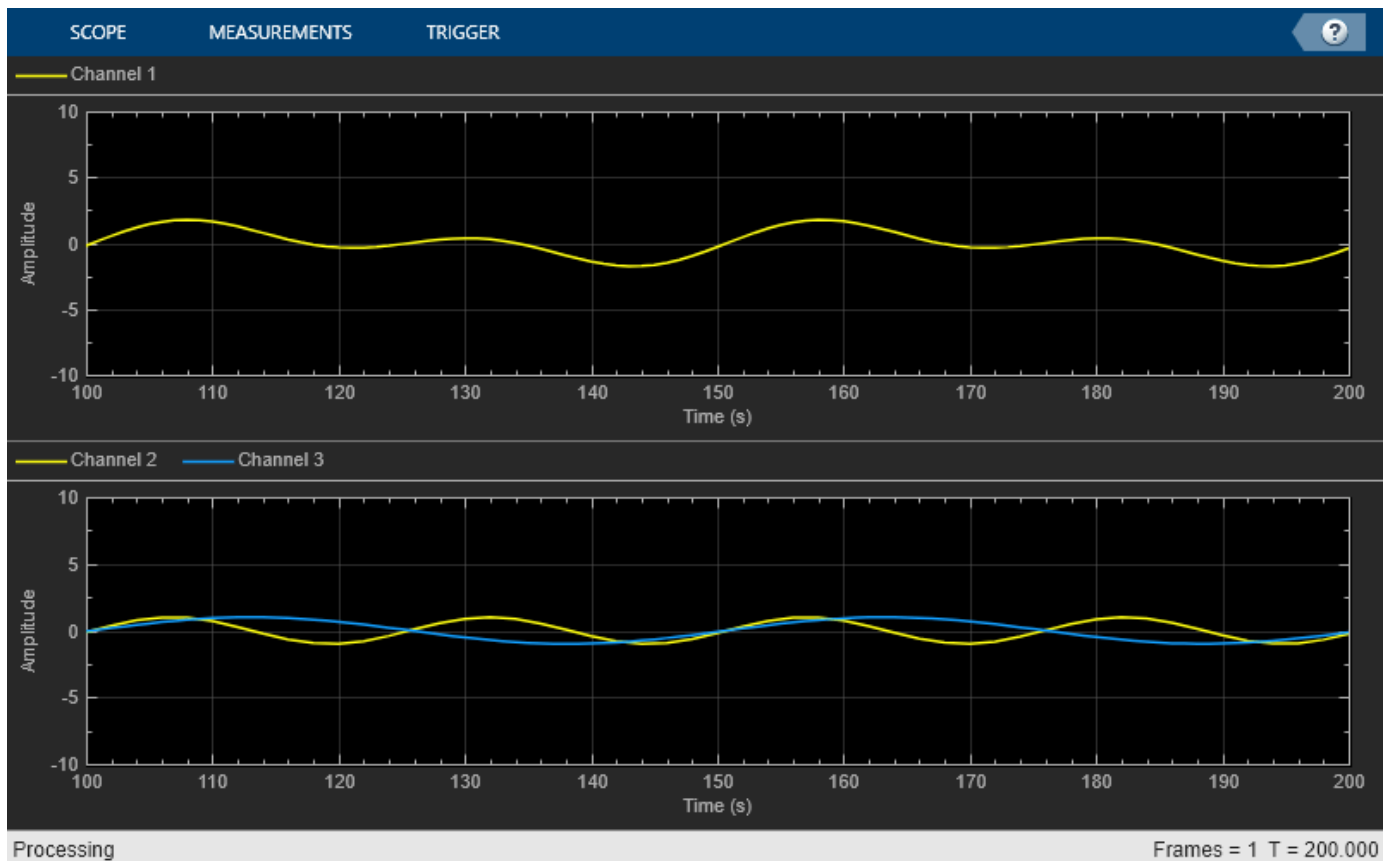 SCOPE MEASUREMENTS TRIGGER ?
Channel 1
10
5
0
-5
-10
Amplitude
100 110 120 130 140 150 160 170 180 190 200
Time (s)
Channel 2 Channel 3
10
5
0
-5
-10
Amplitude
100 110 120 130 140 150 160 170 180 190 200
Time (s)
Processing Frames = 1 T = 200.000